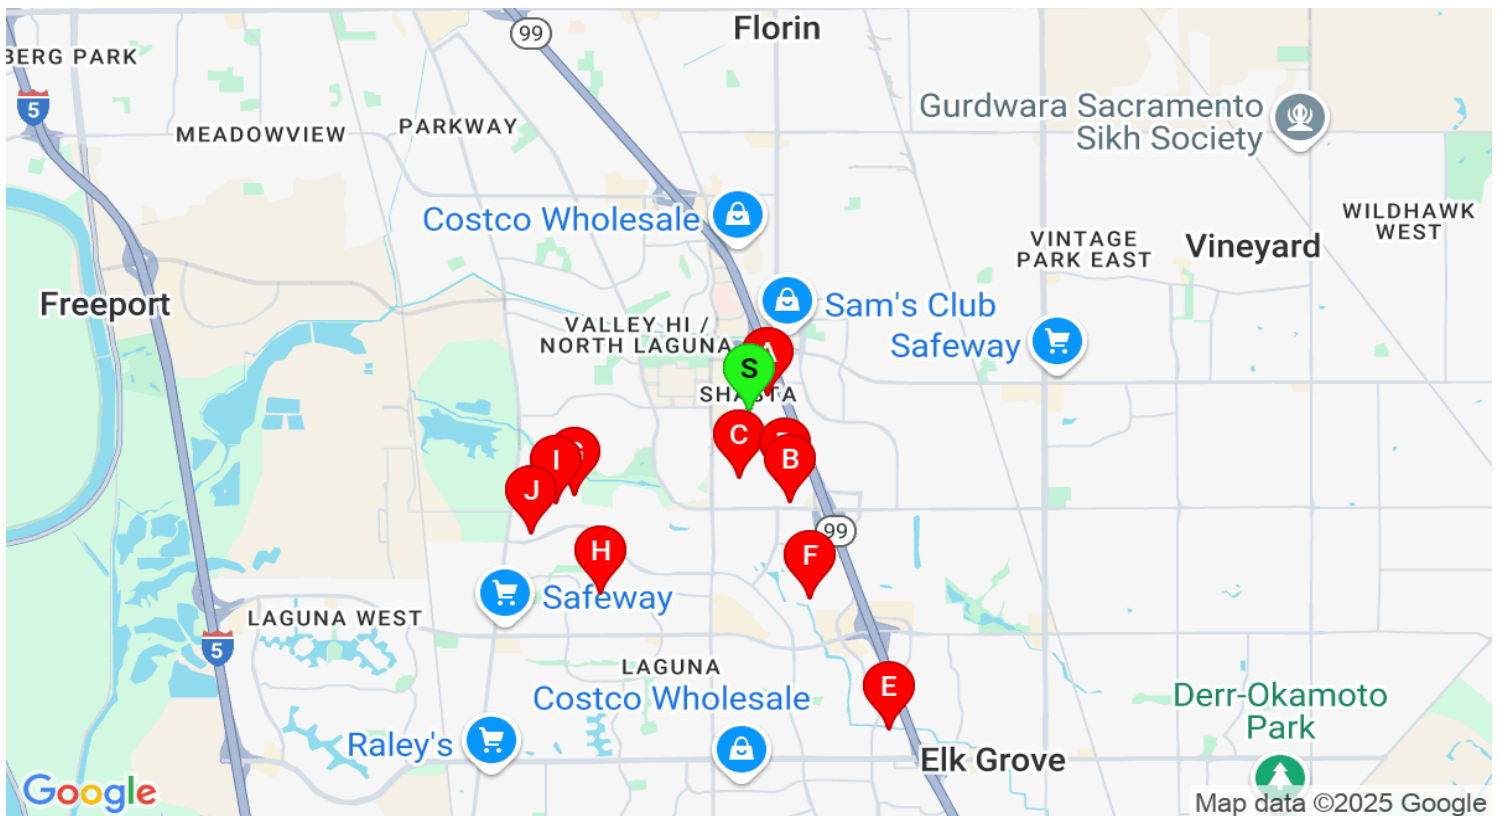 Florin
99
BERG PARK
5
MEADOWVIEW
PARKWAY
Gurdwara Sacramento
Sikh Society
Costco Wholesale
WILDHAWK
WEST
VINTAGE
PARK EAST
Vineyard
Freeport
Sam's Club
VALLEY HI /
NORTH LAGUNA
Safeway
A
S
C
B
G
I
J
99
H
F
Safeway
LAGUNA WEST
5
LAGUNA
E
Costco Wholesale
Derr-Okamoto
Park
Raley's
Elk Grove
Google
Map data ©2025 Google